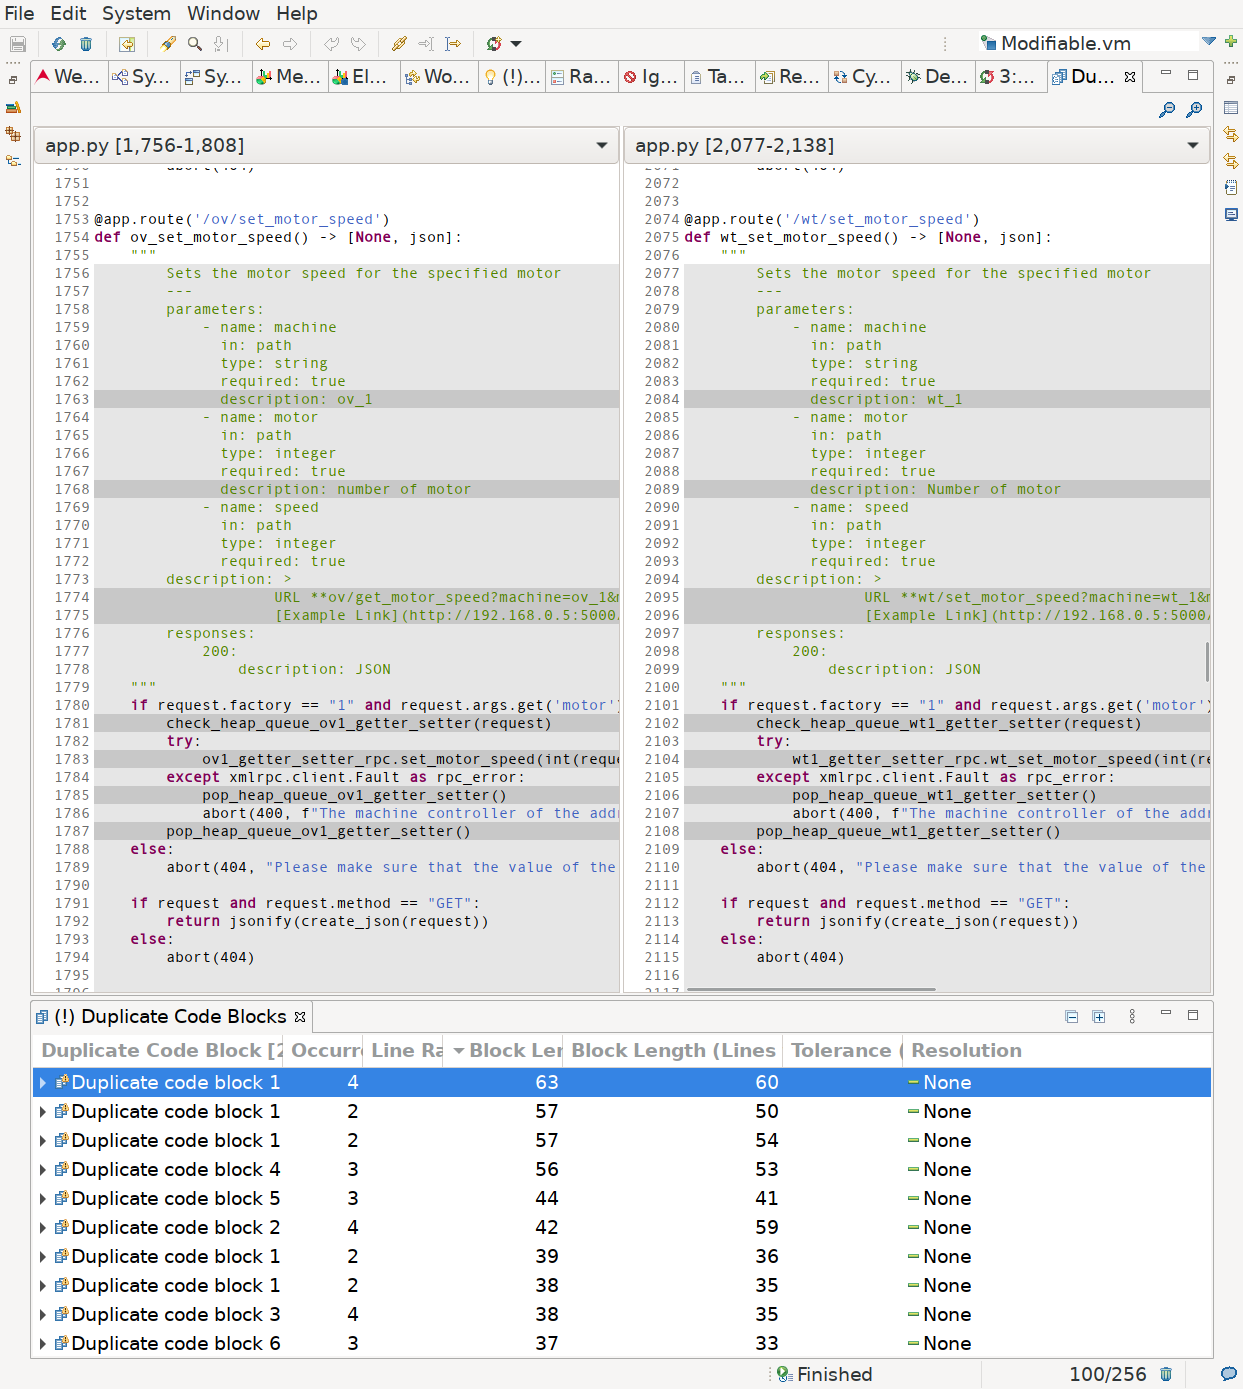 File Edit System Window Help
Modifiable.vm
We... Sy... Sy... Me... El... Wo... (!)... Ra... Ig... Ta... Re... Cy... De... 3:... Du...
app.py [1,756-1,808]
1751
1752
1753 @app.route('/ov/set_motor_speed')
1754 def ov_set_motor_speed() -> [None, json]:
1755 """
1756 Sets the motor speed for the specified motor
1757 ---
1758 parameters:
1759 - name: machine
1760 in: path
1761 type: string
1762 required: true
1763 description: ov_1
1764 - name: motor
1765 in: path
1766 type: integer
1767 required: true
1768 description: number of motor
1769 - name: speed
1770 in: path
1771 type: integer
1772 required: true
1773 description: >
1774 URL **ov/get_motor_speed?machine=ov_1&
1775 [Example Link](http://192.168.0.5:5000
1776 responses:
1777 200:
1778 description: JSON
1779 """
1780 if request.factory == "1" and request.args.get('motor')
1781 check_heap_queue_ov1_getter_setter(request)
1782 try:
1783 ov1_getter_setter_rpc.set_motor_speed(int(requ
1784 except xmlrpc.client.Fault as rpc_error:
1785 pop_heap_queue_ov1_getter_setter()
1786 abort(400, f"The machine controller of the add
1787 pop_heap_queue_ov1_getter_setter()
1788 else:
1789 abort(404, "Please make sure that the value of the
1790
1791 if request and request.method == "GET":
1792 return jsonify(create_json(request))
1793 else:
1794 abort(404)
1795
app.py [2,077-2,138]
2072
2073
2074 @app.route('/wt/set_motor_speed')
2075 def wt_set_motor_speed() -> [None, json]:
2076 """
2077 Sets the motor speed for the specified motor
2078 ---
2079 parameters:
2080 - name: machine
2081 in: path
2082 type: string
2083 required: true
2084 description: wt_1
2085 - name: motor
2086 in: path
2087 type: integer
2088 required: true
2089 description: Number of motor
2090 - name: speed
2091 in: path
2092 type: integer
2093 required: true
2094 description: >
2095 URL **wt/set_motor_speed?machine=wt_1&
2096 [Example Link](http://192.168.0.5:5000
2097 responses:
2098 200:
2099 description: JSON
2100 """
2101 if request.factory == "1" and request.args.get('motor')
2102 check_heap_queue_wt1_getter_setter(request)
2103 try:
2104 wt1_getter_setter_rpc.wt_set_motor_speed(int(r
2105 except xmlrpc.client.Fault as rpc_error:
2106 pop_heap_queue_wt1_getter_setter()
2107 abort(400, f"The machine controller of the add
2108 pop_heap_queue_wt1_getter_setter()
2109 else:
2110 abort(404, "Please make sure that the value of the
2111
2112 if request and request.method == "GET":
2113 return jsonify(create_json(request))
2114 else:
2115 abort(404)
2116
(!) Duplicate Code Blocks
Duplicate Code Block [2 Occurr Line Ra Block Ler Block Length (Lines Tolerance ( Resolution
Duplicate code block 1 4 63 60 None
Duplicate code block 1 2 57 50 None
Duplicate code block 1 2 57 54 None
Duplicate code block 4 3 56 53 None
Duplicate code block 5 3 44 41 None
Duplicate code block 2 4 42 59 None
Duplicate code block 1 2 39 36 None
Duplicate code block 1 2 38 35 None
Duplicate code block 3 4 38 35 None
Duplicate code block 6 3 37 33 None
Finished 100/256